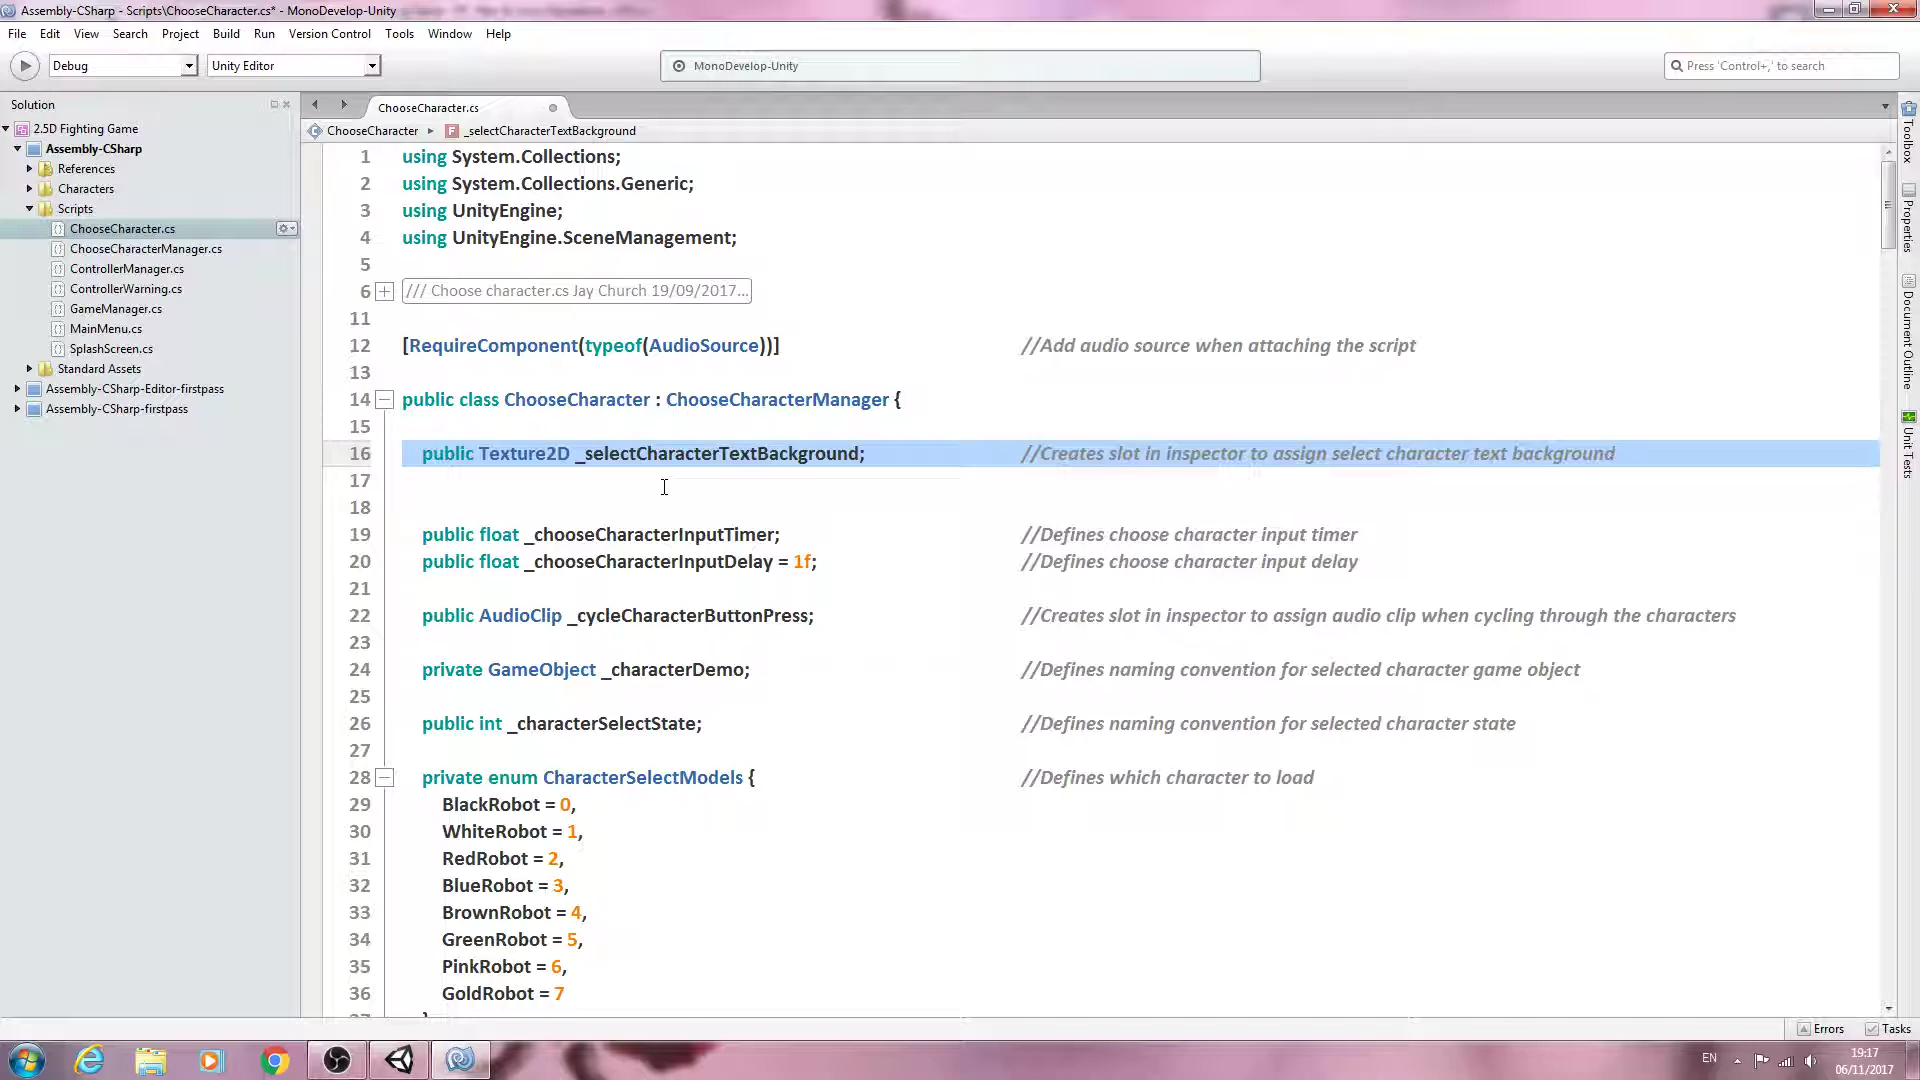 Assembly-CSharp - Scripts\ChooseCharacter.cs* - MonoDevelop-Unity
File Edit View Search Project Build Run Version Control Tools Window Help
Debug Unity Editor MonoDevelop-Unity Press 'Control+,' to search
Solution
2.5D Fighting Game
Assembly-CSharp
References
Characters
Scripts
ChooseCharacter.cs
ChooseCharacterManager.cs
ControllerManager.cs
ControllerWarning.cs
GameManager.cs
MainMenu.cs
SplashScreen.cs
Standard Assets
Assembly-CSharp-Editor-firstpass
Assembly-CSharp-firstpass
ChooseCharacter.cs
ChooseCharacter _selectCharacterTextBackground
1 using System.Collections;
2 using System.Collections.Generic;
3 using UnityEngine;
4 using UnityEngine.SceneManagement;
5
6 /// Choose character.cs Jay Church 19/09/2017...
11
12 [RequireComponent(typeof(AudioSource))] //Add audio source when attaching the script
13
14 public class ChooseCharacter : ChooseCharacterManager {
15
16 public Texture2D _selectCharacterTextBackground; //Creates slot in inspector to assign select character text background
17
18
19 public float _chooseCharacterInputTimer; //Defines choose character input timer
20 public float _chooseCharacterInputDelay = 1f; //Defines choose character input delay
21
22 public AudioClip _cycleCharacterButtonPress; //Creates slot in inspector to assign audio clip when cycling through the characters
23
24 private GameObject _characterDemo; //Defines naming convention for selected character game object
25
26 public int _characterSelectState; //Defines naming convention for selected character state
27
28 private enum CharacterSelectModels { //Defines which character to load
29 BlackRobot = 0,
30 WhiteRobot = 1,
31 RedRobot = 2,
32 BlueRobot = 3,
33 BrownRobot = 4,
34 GreenRobot = 5,
35 PinkRobot = 6,
36 GoldRobot = 7
Toolbox
Properties
Document Outline
Unit Tests
Errors Tasks
EN
19:17
06/11/2017